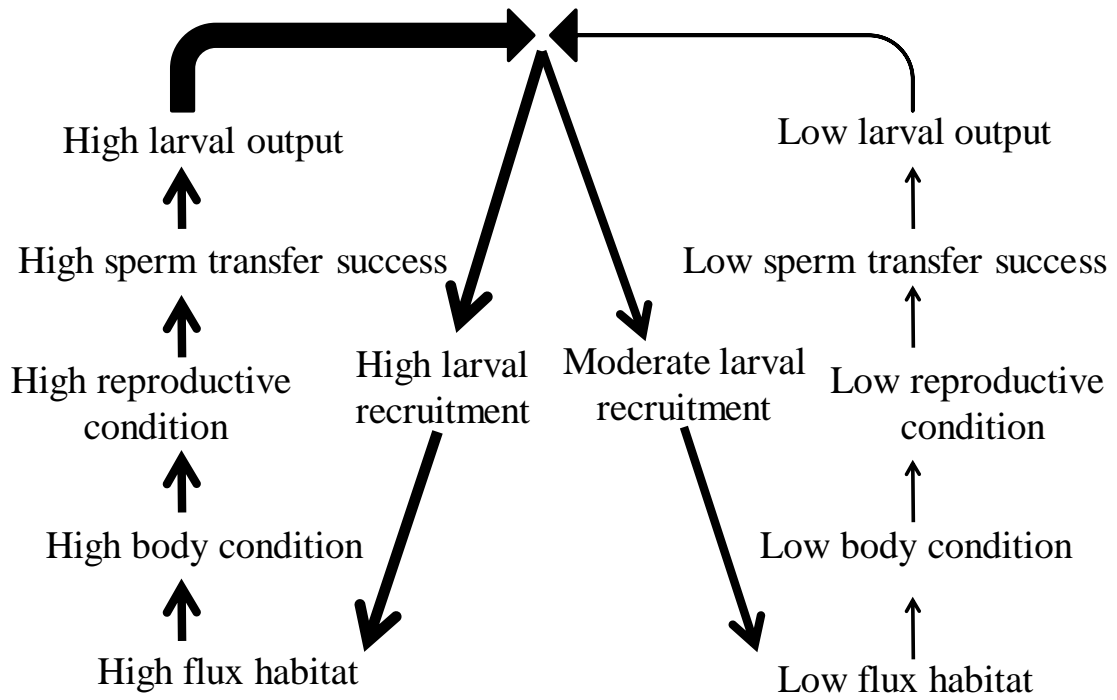 High larval output
Low larval output
High sperm transfer success
Low sperm transfer success
High reproductive
condition
High larval
recruitment
Moderate larval
recruitment
Low reproductive
condition
High body condition
Low body condition
High flux habitat
Low flux habitat